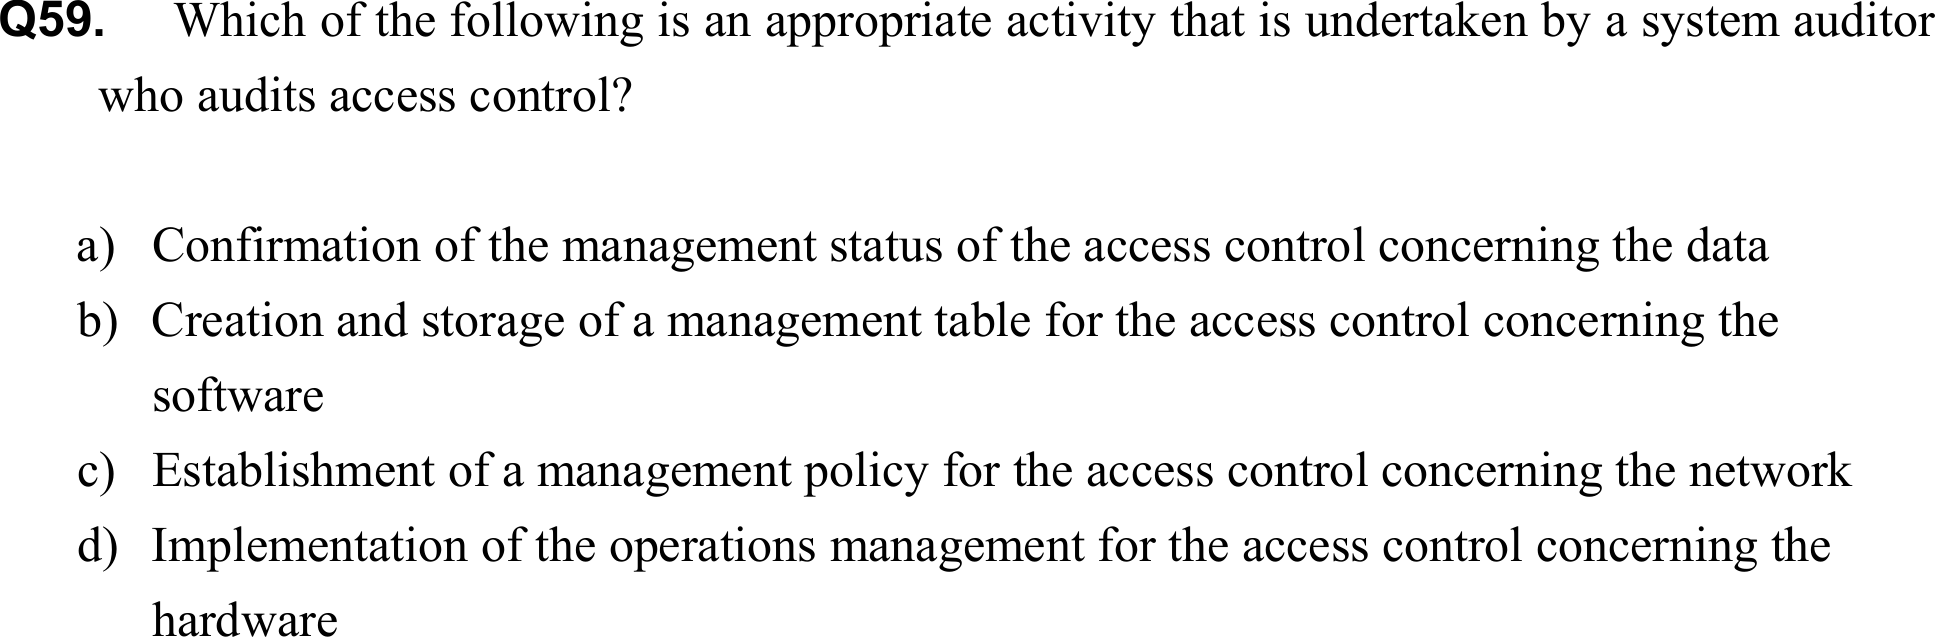 Q59. Which of the following is an appropriate activity that is undertaken by a system auditor
who audits access control?
a) Confirmation of the management status of the access control concerning the data
b) Creation and storage of a management table for the access control concerning the
software
c) Establishment of a management policy for the access control concerning the network
d) Implementation of the operations management for the access control concerning the
hardware